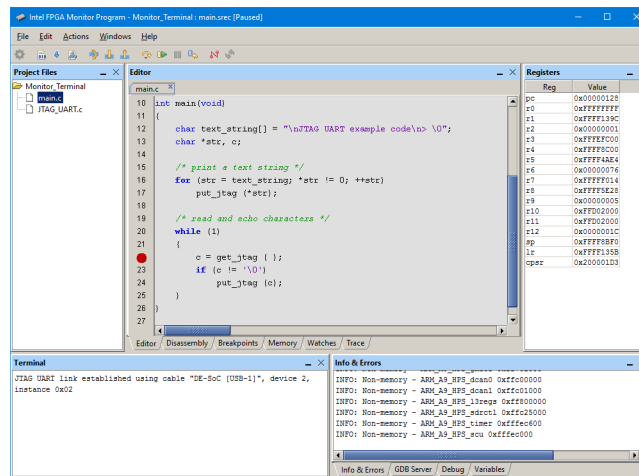 Intel FPGA Monitor Program - Monitor_Terminal : main.srec [Paused]
File Edit Actions Windows Help
Project Files
Monitor_Terminal
main.c
JTAG_UART.c
Editor
main.c
10 int main(void)
11 {
12 char text_string[] = "\nJTAG UART example code\n> \0";
13 char *str, c;
14
15 /* print a text string */
16 for (str = text_string; *str != 0; ++str)
17 put_jtag (*str);
18
19 /* read and echo characters */
20 while (1)
21 {
c = get_jtag ( );
23 if (c != '\0')
24 put_jtag (c);
25 }
26 }
27
Editor Disassembly Breakpoints Memory Watches Trace
Registers
Reg Value
pc 0x00000128
r0 0xFFFFFFFF
r1 0xFFFF139C
r2 0x00000001
r3 0xFFFEFC00
r4 0xFFFF8C00
r5 0xFFFF4AE4
r6 0x00000076
r7 0xFFFFF014
r8 0xFFFF5E28
r9 0x00000005
r10 0xFFD02000
r11 0xFFD02000
r12 0x0000001C
sp 0xFFFF8BF0
lr 0xFFFF135B
cpsr 0x200001D3
Terminal
JTAG UART link established using cable "DE-SoC [USB-1]", device 2,
instance 0x02
Info & Errors
INFO: Non-memory - ARM_A9_HPS_dcan0 0xffc00000
INFO: Non-memory - ARM_A9_HPS_dcan1 0xffc01000
INFO: Non-memory - ARM_A9_HPS_l3regs 0xff800000
INFO: Non-memory - ARM_A9_HPS_sdrctl 0xffc25000
INFO: Non-memory - ARM_A9_HPS_timer 0xfffec600
INFO: Non-memory - ARM_A9_HPS_scu 0xfffec000
Info & Errors GDB Server Debug Variables